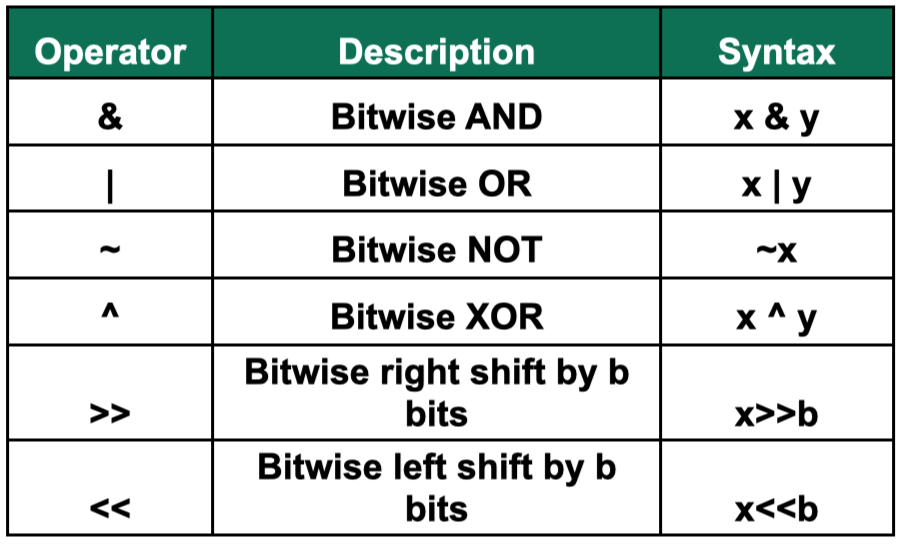 Operator Description Syntax
& Bitwise AND x & y
| Bitwise OR x | y
~ Bitwise NOT ~x
^ Bitwise XOR x ^ y
Bitwise right shift by b
>> bits x>>b
Bitwise left shift by b
<< bits x<<b